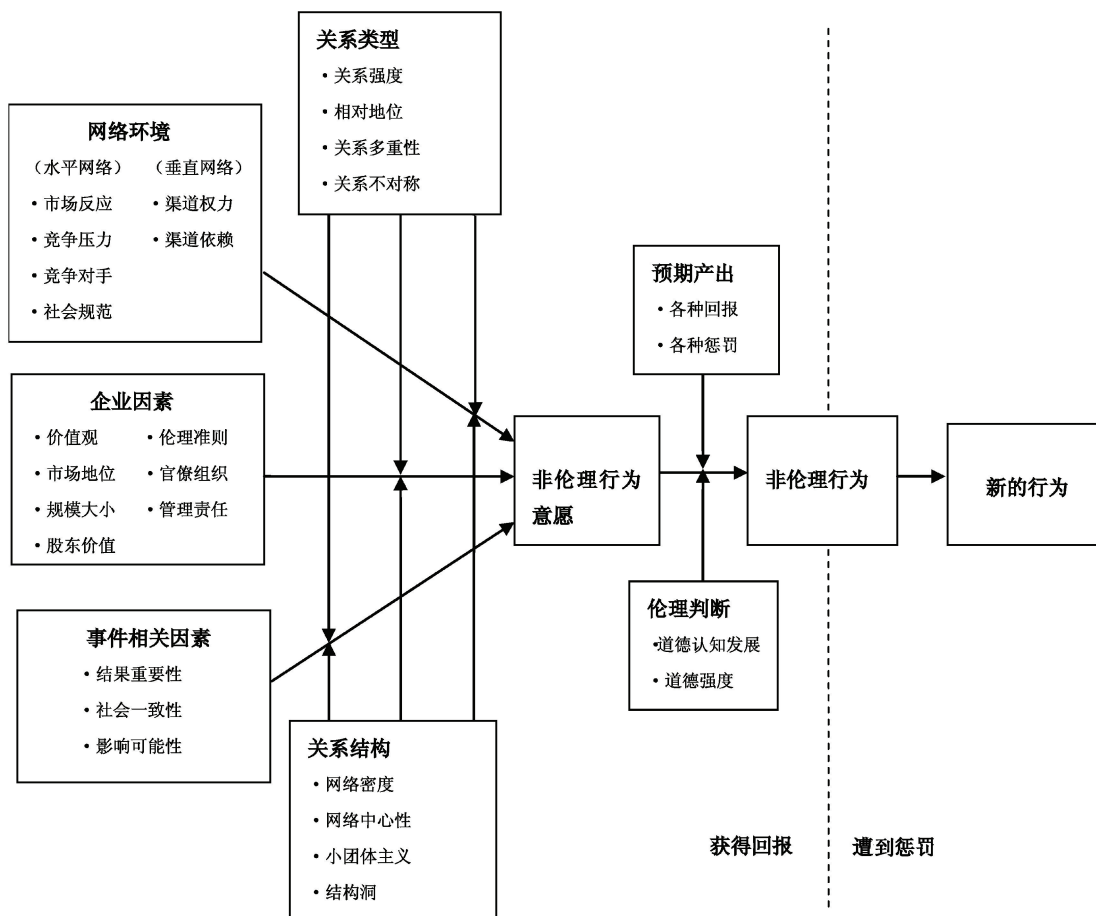 关系类型
·关系强度
·相对地位
·关系多重性
·关系不对称
网络环境
（水平网络） （垂直网络）
·市场反应 ·渠道权力
·竞争压力 ·渠道依赖
·竞争对手
·社会规范
预期产出
·各种回报
·各种惩罚
企业因素
·价值观 ·伦理准则
·市场地位 ·官僚组织
·规模大小 ·管理责任
·股东价值
非伦理行为
意愿
非伦理行为
新的行为
伦理判断
·道德认知发展
·道德强度
事件相关因素
·结果重要性
·社会一致性
·影响可能性
关系结构
·网络密度
·网络中心性
·小团体主义
·结构洞
获得回报 遭到惩罚